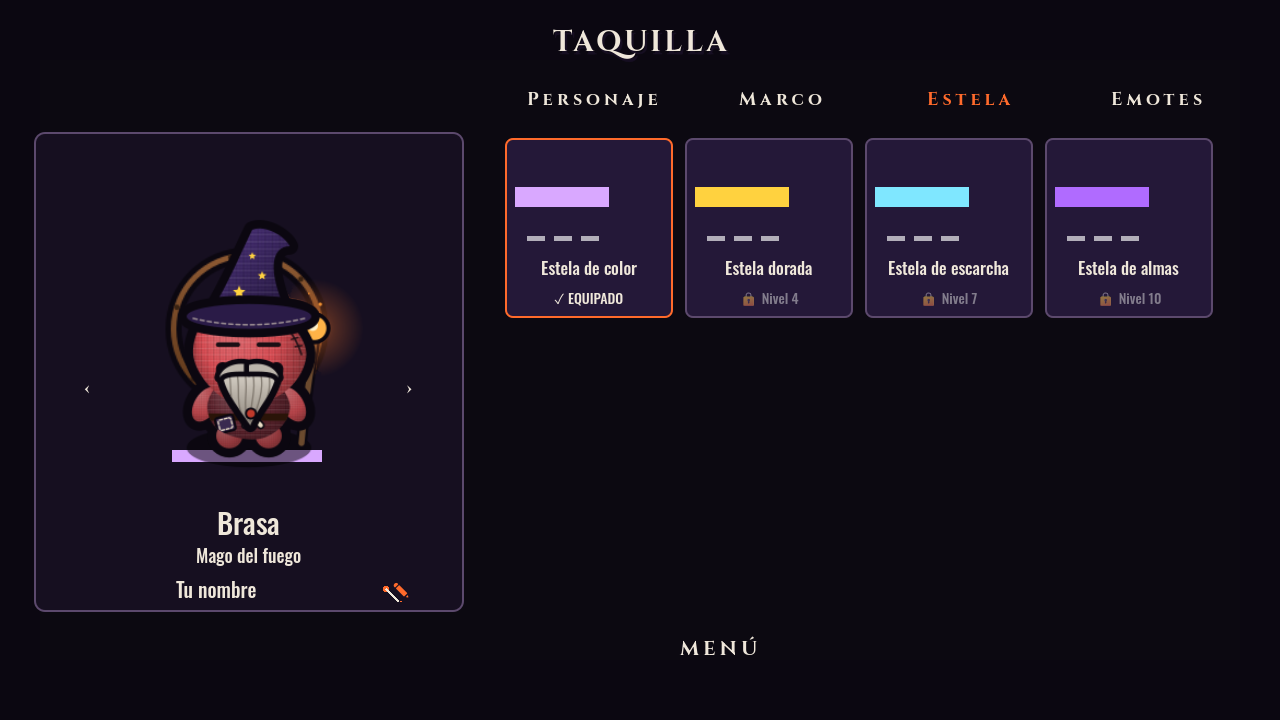 TAQUILLA
Personaje Marco Estela Emotes
Estela de color
✓ EQUIPADO
Estela dorada
Nivel 4
Estela de escarcha
Nivel 7
Estela de almas
Nivel 10
‹ ›
Brasa
Mago del fuego
Tu nombre
MENÚ